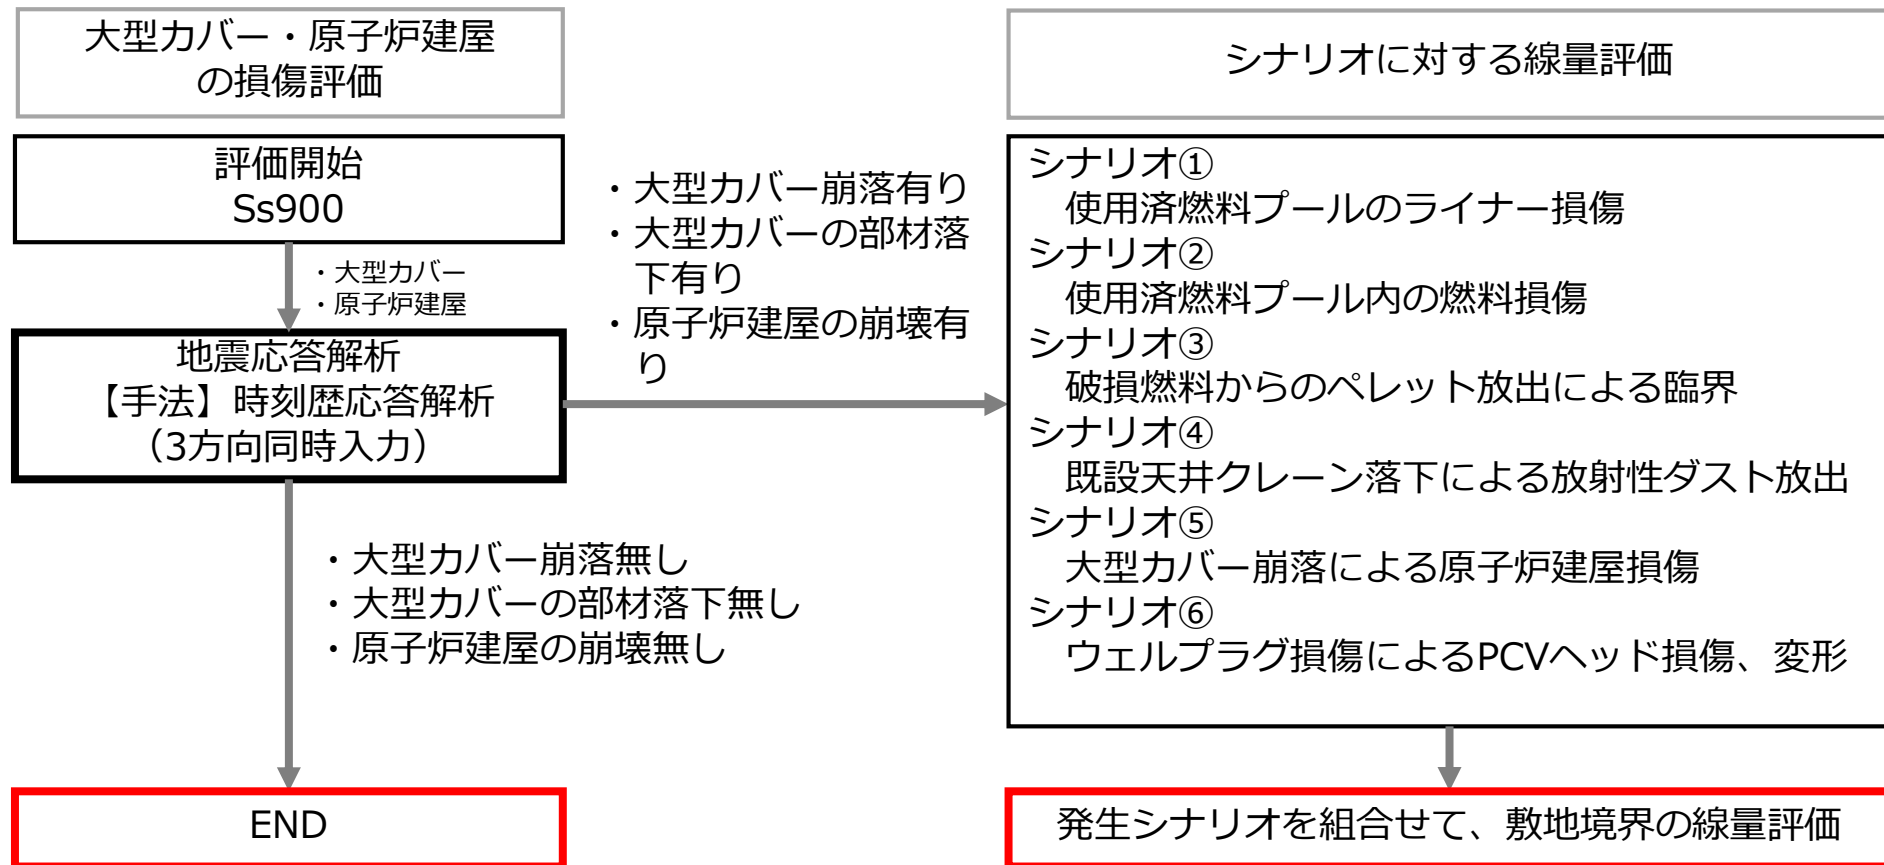 大型カバー・原子炉建屋
の損傷評価
評価開始
Ss900
・大型カバー
・原子炉建屋
地震応答解析
【手法】時刻歴応答解析
（3方向同時入力）
・大型カバー崩落無し
・大型カバーの部材落下無し
・原子炉建屋の崩壊無し
END
・大型カバー崩落有り
・大型カバーの部材落
下有り
・原子炉建屋の崩壊有
り
シナリオに対する線量評価
シナリオ①
使用済燃料プールのライナー損傷
シナリオ②
使用済燃料プール内の燃料損傷
シナリオ③
破損燃料からのペレット放出による臨界
シナリオ④
既設天井クレーン落下による放射性ダスト放出
シナリオ⑤
大型カバー崩落による原子炉建屋損傷
シナリオ⑥
ウェルプラグ損傷によるPCVヘッド損傷、変形
発生シナリオを組合せて、敷地境界の線量評価